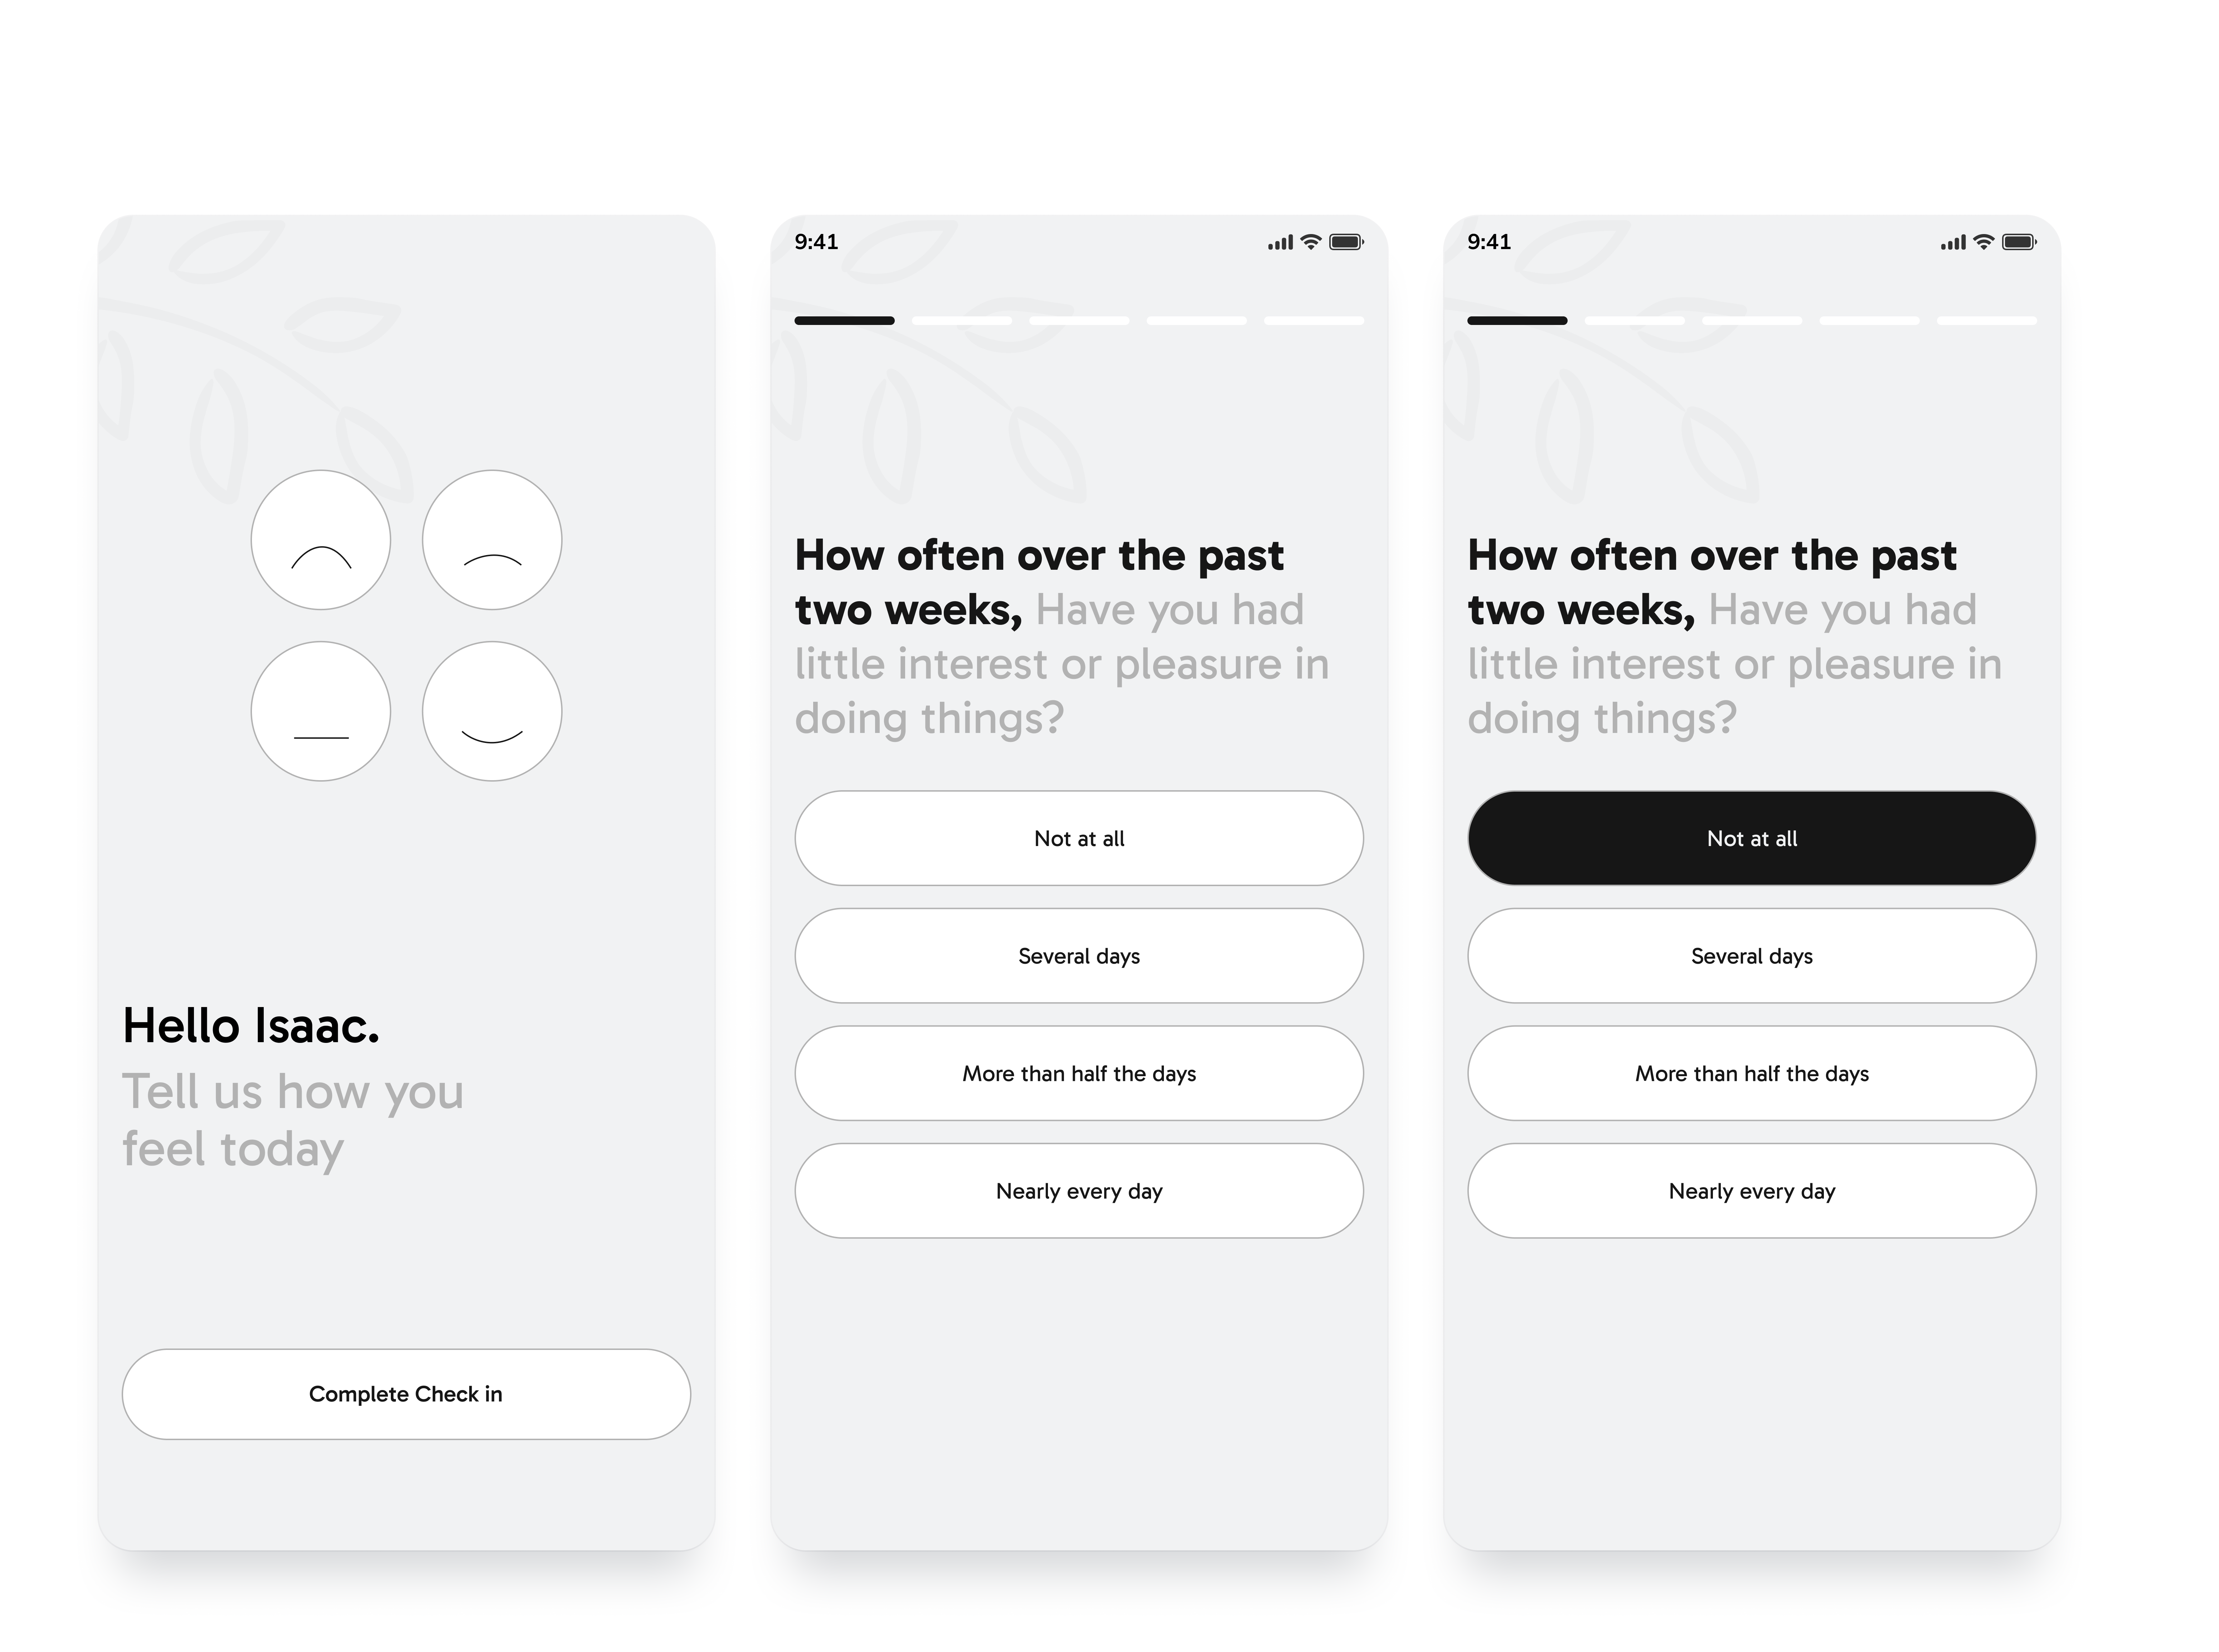 Hello Isaac.
Tell us how you
feel today
Complete Check in
9:41
How often over the past
two weeks, Have you had
little interest or pleasure in
doing things?
Not at all
Several days
More than half the days
Nearly every day
9:41
How often over the past
two weeks, Have you had
little interest or pleasure in
doing things?
Not at all
Several days
More than half the days
Nearly every day